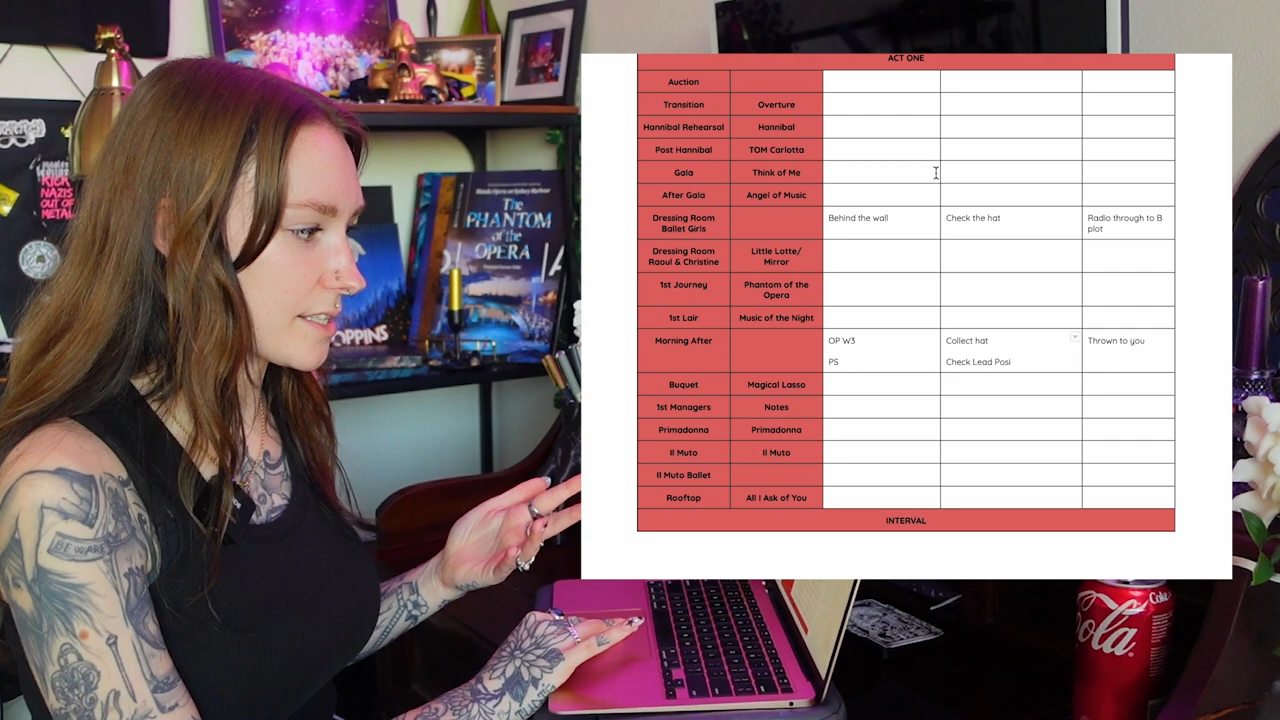 KICK
NAZIS
OUT OF
METAL
The
PHANTOM
of the
OPERA
OPPINS
BEWARE
Coke
Cola
ACT ONE
Auction
Transition Overture
Hannibal Rehearsal Hannibal
Post Hannibal TOM Carlotta
Gala Think of Me
After Gala Angel of Music
Dressing Room Behind the wall Check the hat Radio through to B
Ballet Girls plot
Dressing Room Little Lotte/
Raoul & Christine Mirror
1st Journey Phantom of the
Opera
1st Lair Music of the Night
Morning After OP W3 Collect hat Thrown to you
PS Check Lead Posi
Buquet Magical Lasso
1st Managers Notes
Primadonna Primadonna
Il Muto Il Muto
Il Muto Ballet
Rooftop All I Ask of You
INTERVAL